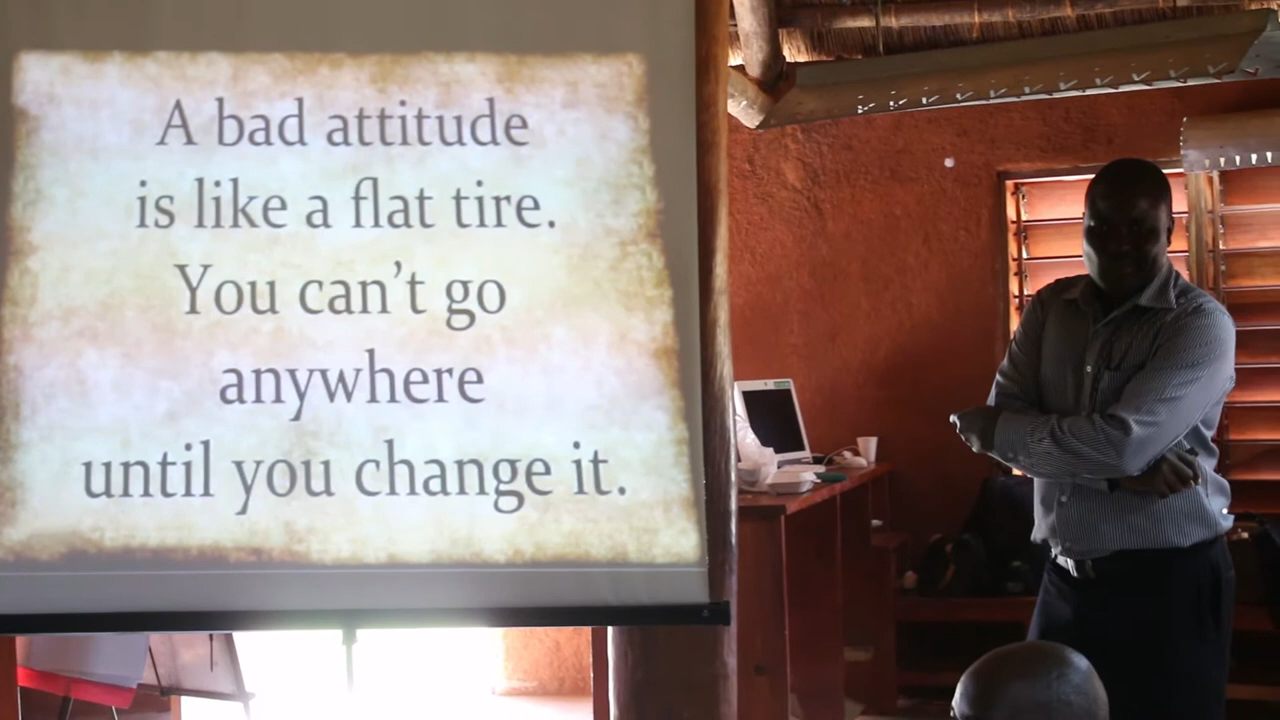 A bad attitude
is like a flat tire.
You can't go
anywhere
until you change it.